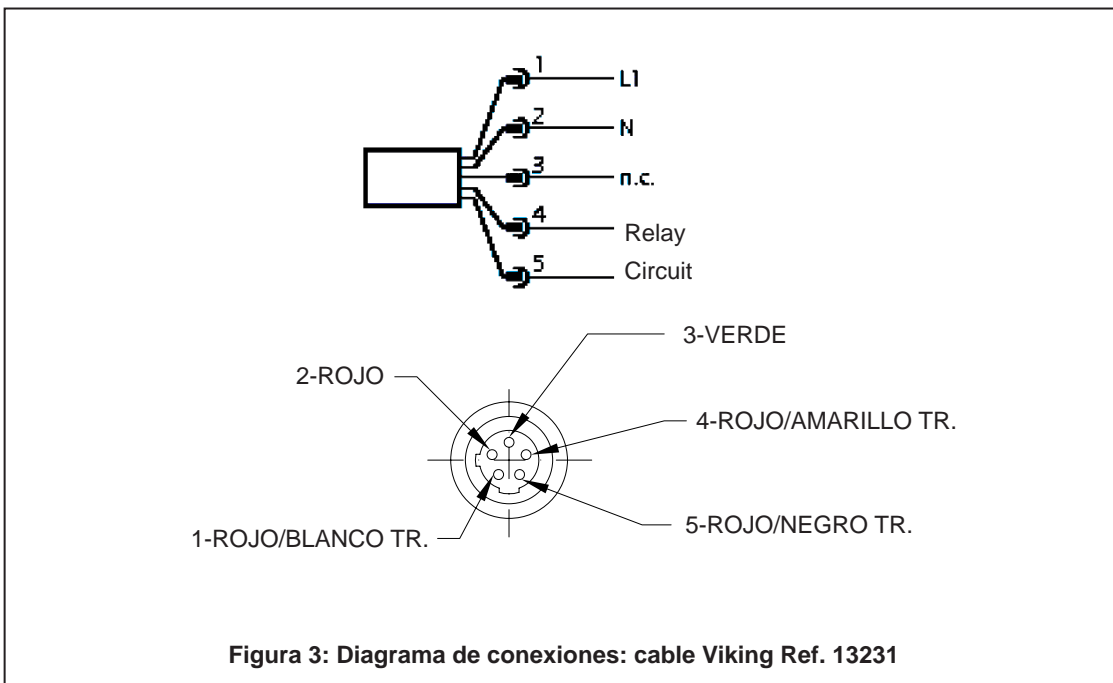 1
L1
2
N
3
n.c.
4
Relay
5
Circuit
3-VERDE
2-ROJO
4-ROJO/AMARILLO TR.
1-ROJO/BLANCO TR.
5-ROJO/NEGRO TR.
Figura 3: Diagrama de conexiones: cable Viking Ref. 13231